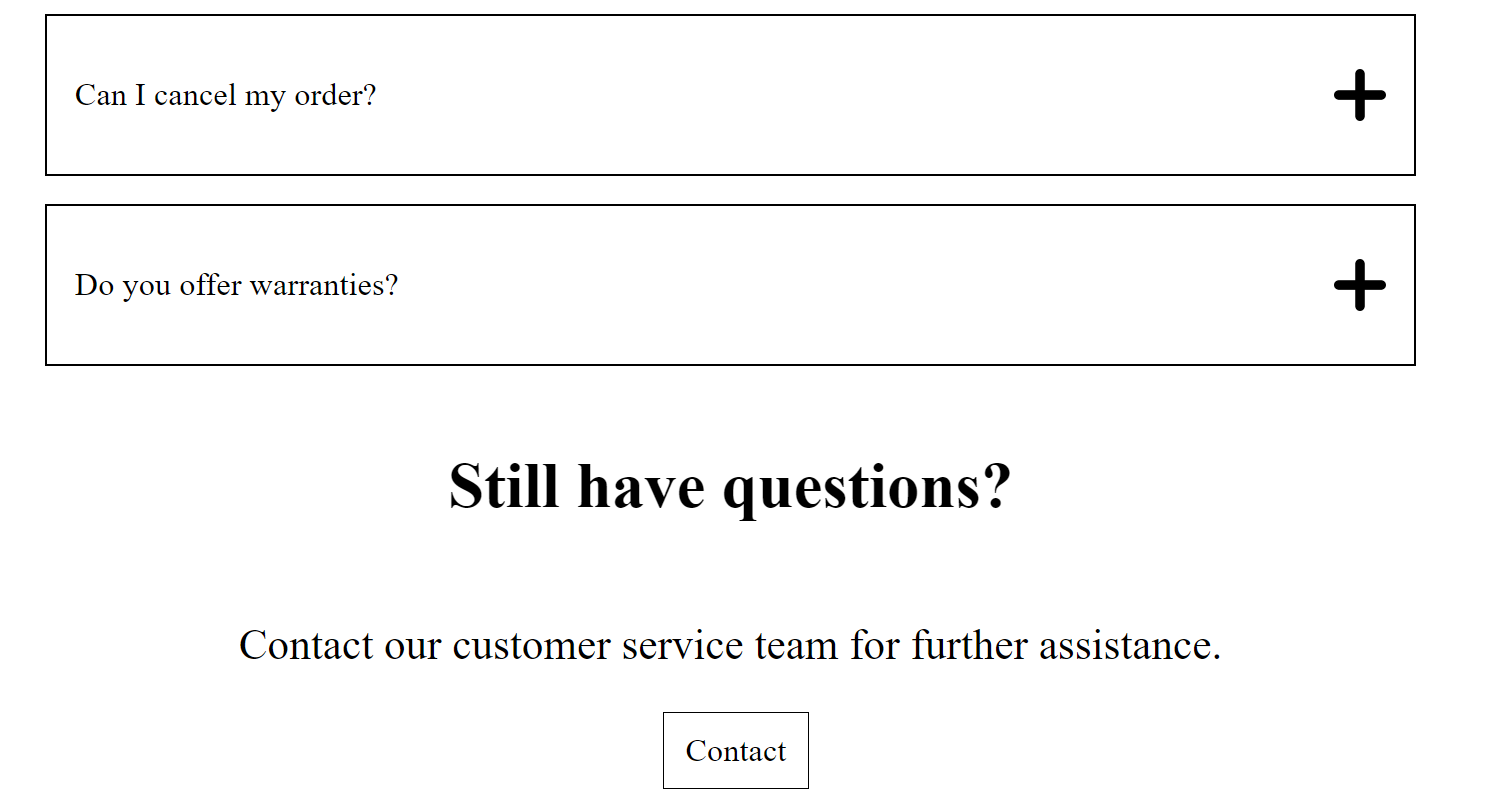 Can I cancel my order?
Do you offer warranties?
Still have questions?
Contact our customer service team for further assistance.
Contact